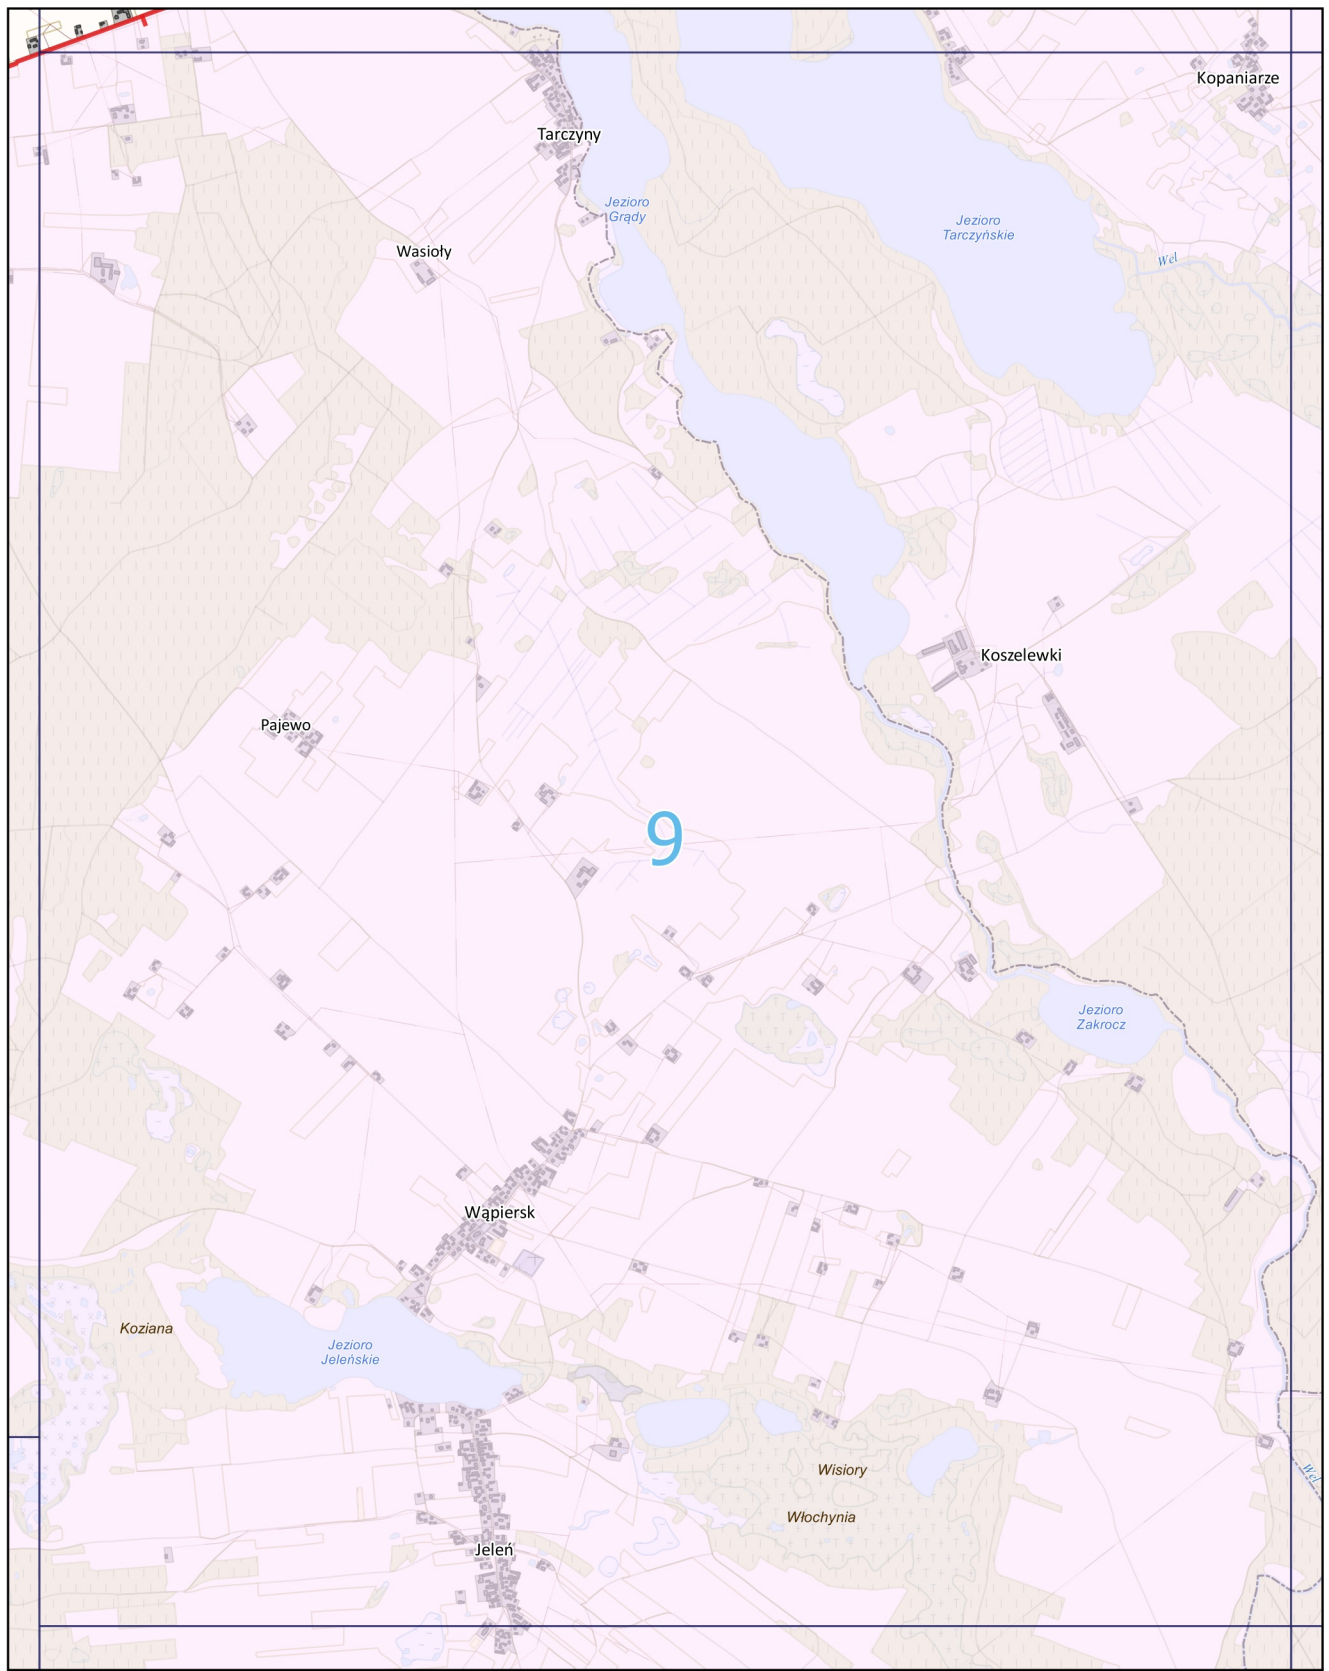 Kopaniarze
Tarczyny
Jezioro
Grądy
Jezioro
Tarczyńskie
Wasioły
Wel
Koszelewki
Pajewo
9
Jezioro
Zakrocz
Wąpiersk
Koziana
Jezioro
Jeleńskie
Wisiory
Wel
Włochynia
Jeleń